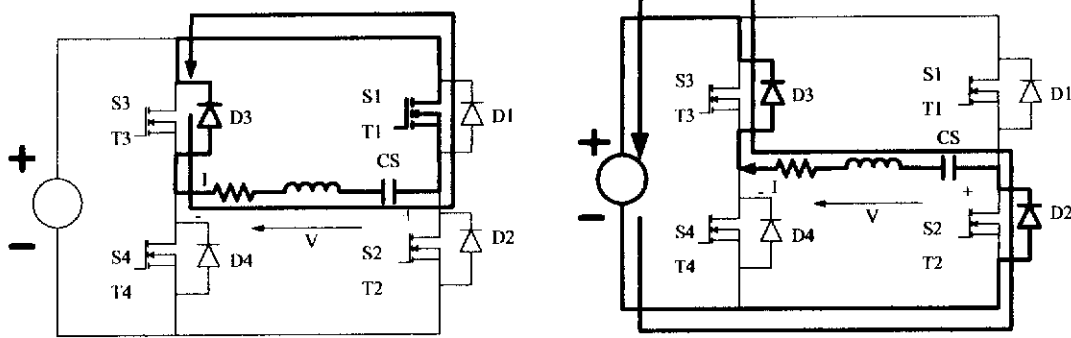 S3
D3
T3
S1
D1
T1
CS
+
I
-
V
-
S4
D4
T4
S2
D2
T2
S3
D3
T3
S1
D1
T1
CS
+
I
-
V
+
-
S4
D4
T4
S2
D2
T2